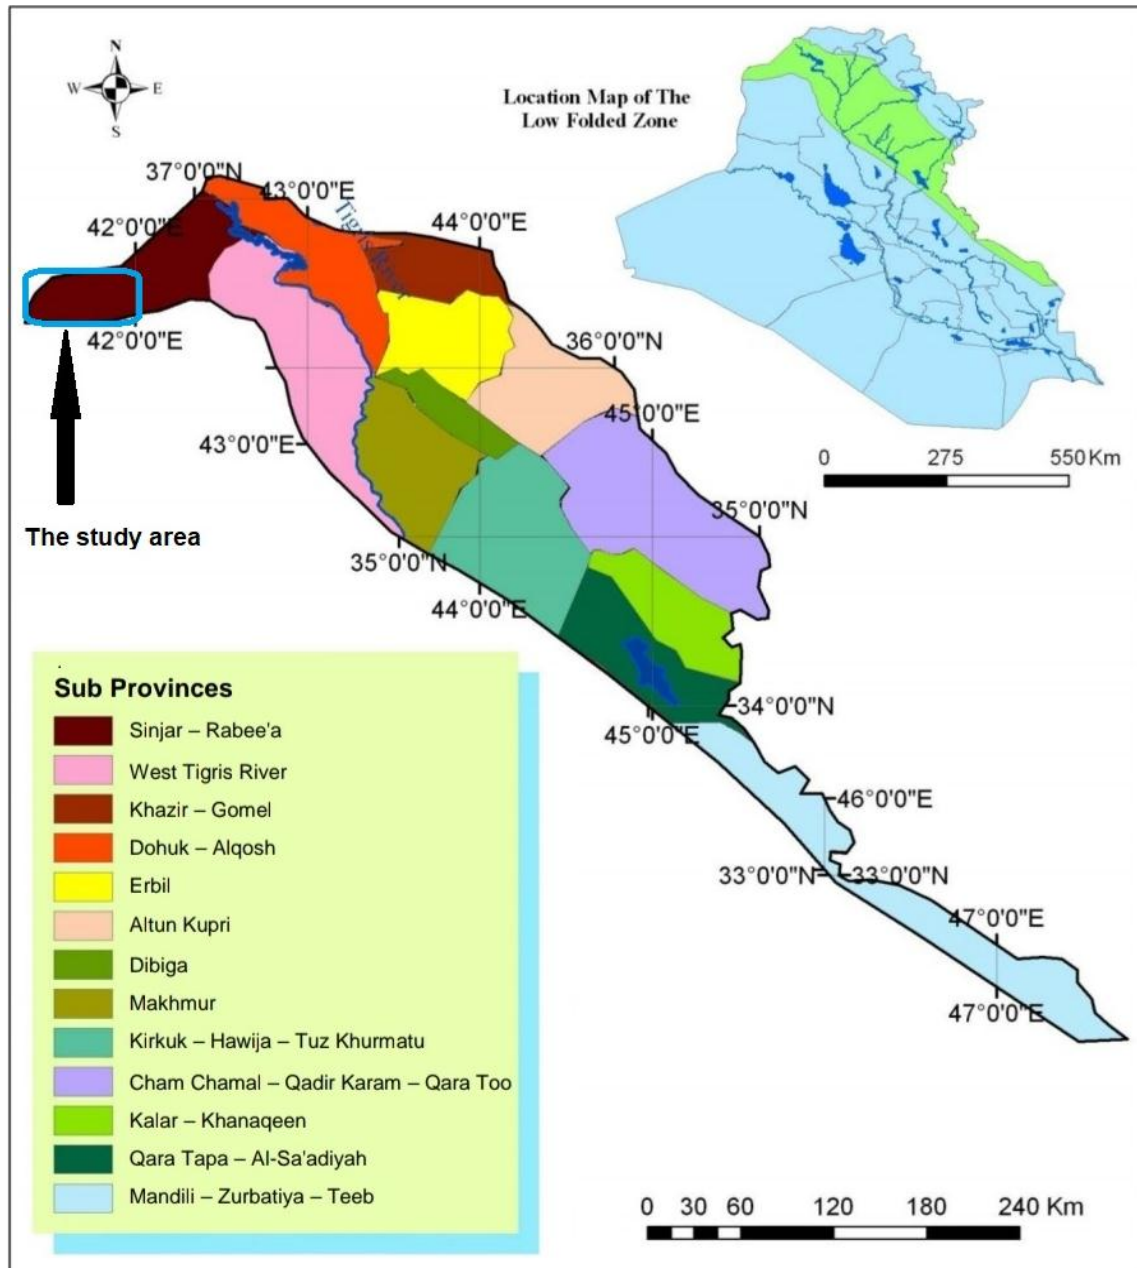 N
W E
S
Location Map of The
Low Folded Zone
37°0'0"N
43°0'0"E
Tigris River
42°0'0"E
44°0'0"E
42°0'0"E
36°0'0"N
45°0'0"E
43°0'0"E
0 275 550 Km
35°0'0"N
The study area
35°0'0"N
44°0'0"E
34°0'0"N
45°0'0"E
46°0'0"E
33°0'0"N
33°0'0"N
47°0'0"E
47°0'0"E
Sub Provinces
Sinjar – Rabee'a
West Tigris River
Khazir – Gomel
Dohuk – Alqosh
Erbil
Altun Kupri
Dibiga
Makhmur
Kirkuk – Hawija – Tuz Khurmatu
Cham Chamal – Qadir Karam – Qara Too
Kalar – Khanaqeen
Qara Tapa – Al-Sa'adiyah
Mandili – Zurbatiya – Teeb
0 30 60 120 180 240 Km